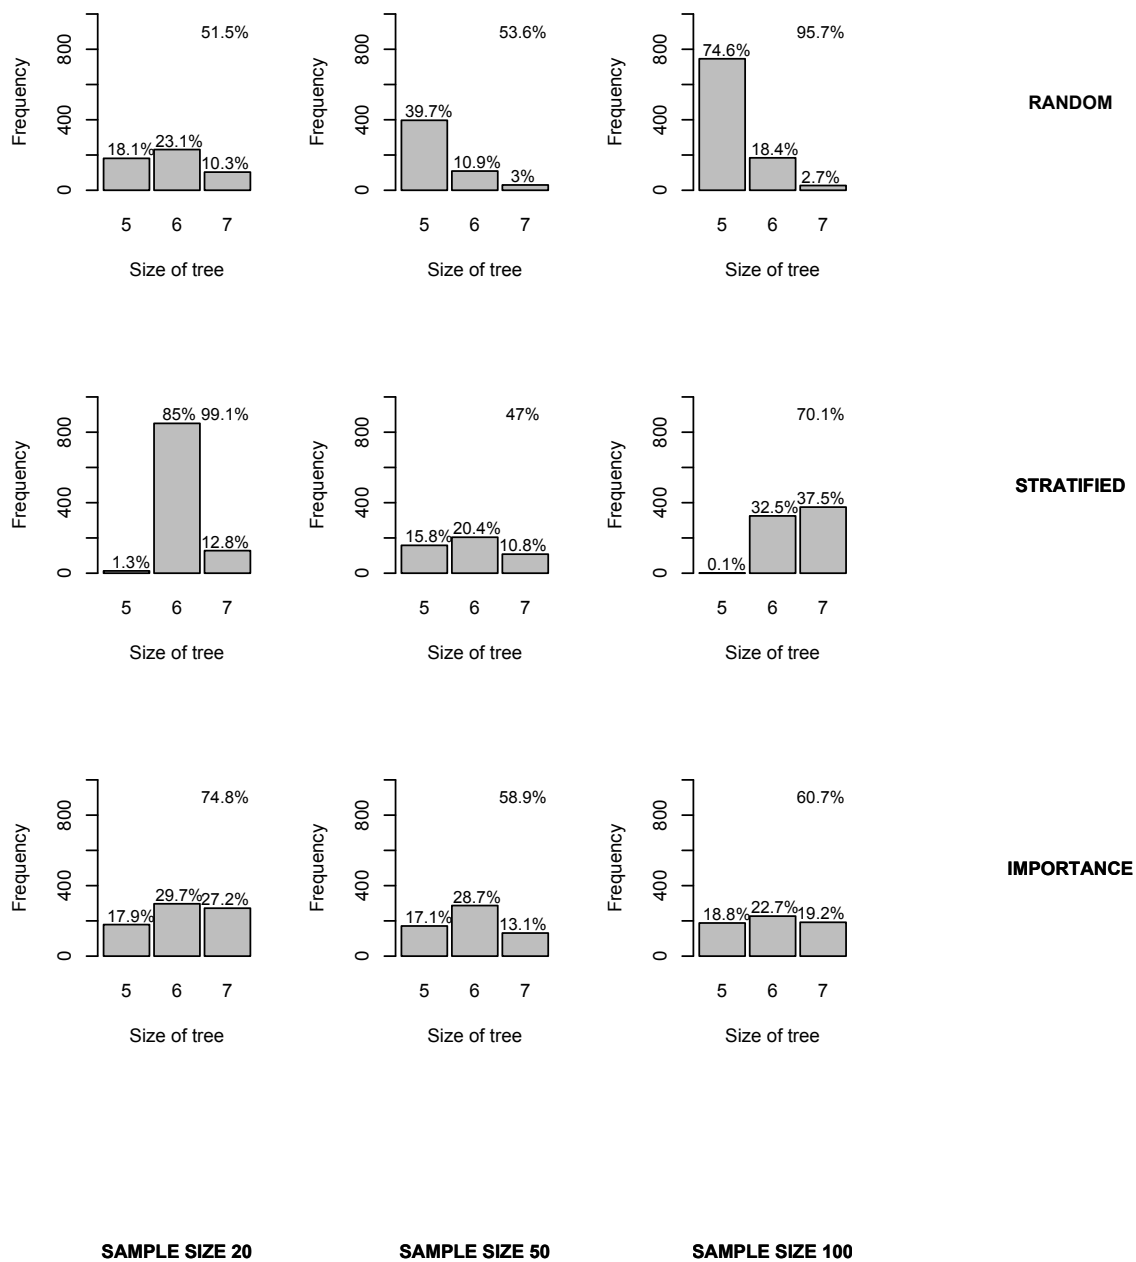 51.5%
18.1%
23.1%
10.3%
Frequency
0
400
800
5 6 7
Size of tree
53.6%
39.7%
10.9%
3%
Frequency
0
400
800
5 6 7
Size of tree
95.7%
74.6%
18.4%
2.7%
Frequency
0
400
800
5 6 7
Size of tree
RANDOM
85% 99.1%
1.3%
12.8%
Frequency
0
400
800
5 6 7
Size of tree
47%
15.8%
20.4%
10.8%
Frequency
0
400
800
5 6 7
Size of tree
70.1%
0.1%
32.5%
37.5%
Frequency
0
400
800
5 6 7
Size of tree
STRATIFIED
74.8%
17.9%
29.7%
27.2%
Frequency
0
400
800
5 6 7
Size of tree
58.9%
17.1%
28.7%
13.1%
Frequency
0
400
800
5 6 7
Size of tree
60.7%
18.8%
22.7%
19.2%
Frequency
0
400
800
5 6 7
Size of tree
IMPORTANCE
SAMPLE SIZE 20
SAMPLE SIZE 50
SAMPLE SIZE 100